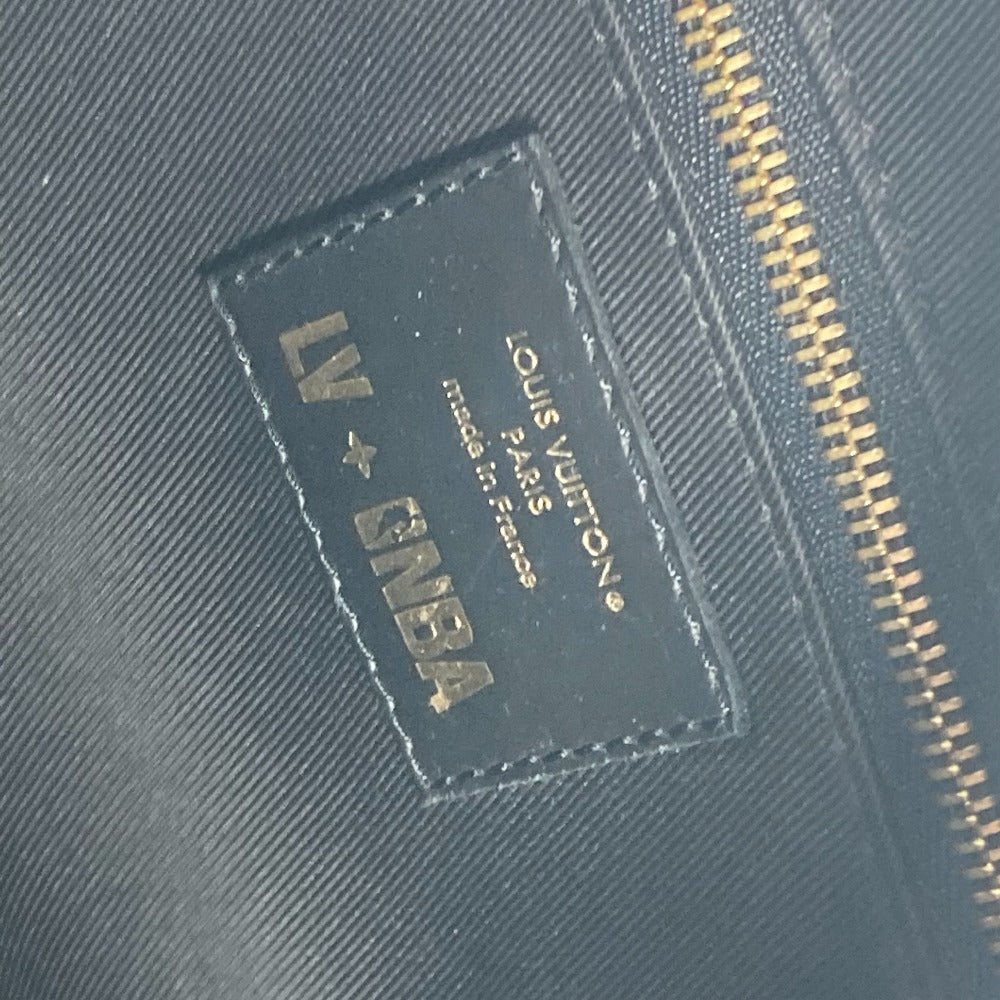 LOUIS VUITTON®
PARIS
made in France
LV + NBA